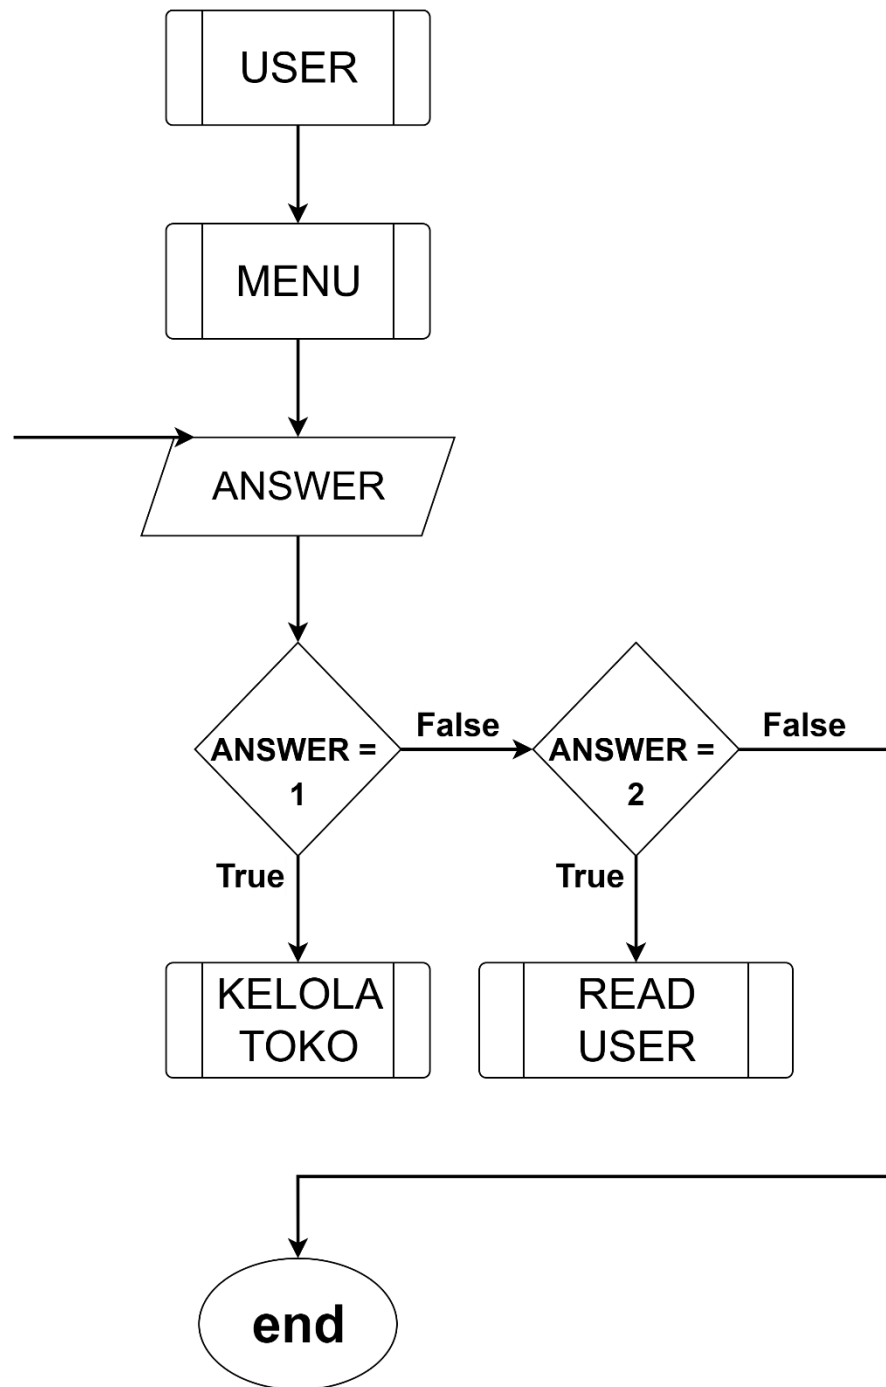 USER
MENU
ANSWER
ANSWER =
1
False
ANSWER =
2
False
True
True
KELOLA
TOKO
READ
USER
end